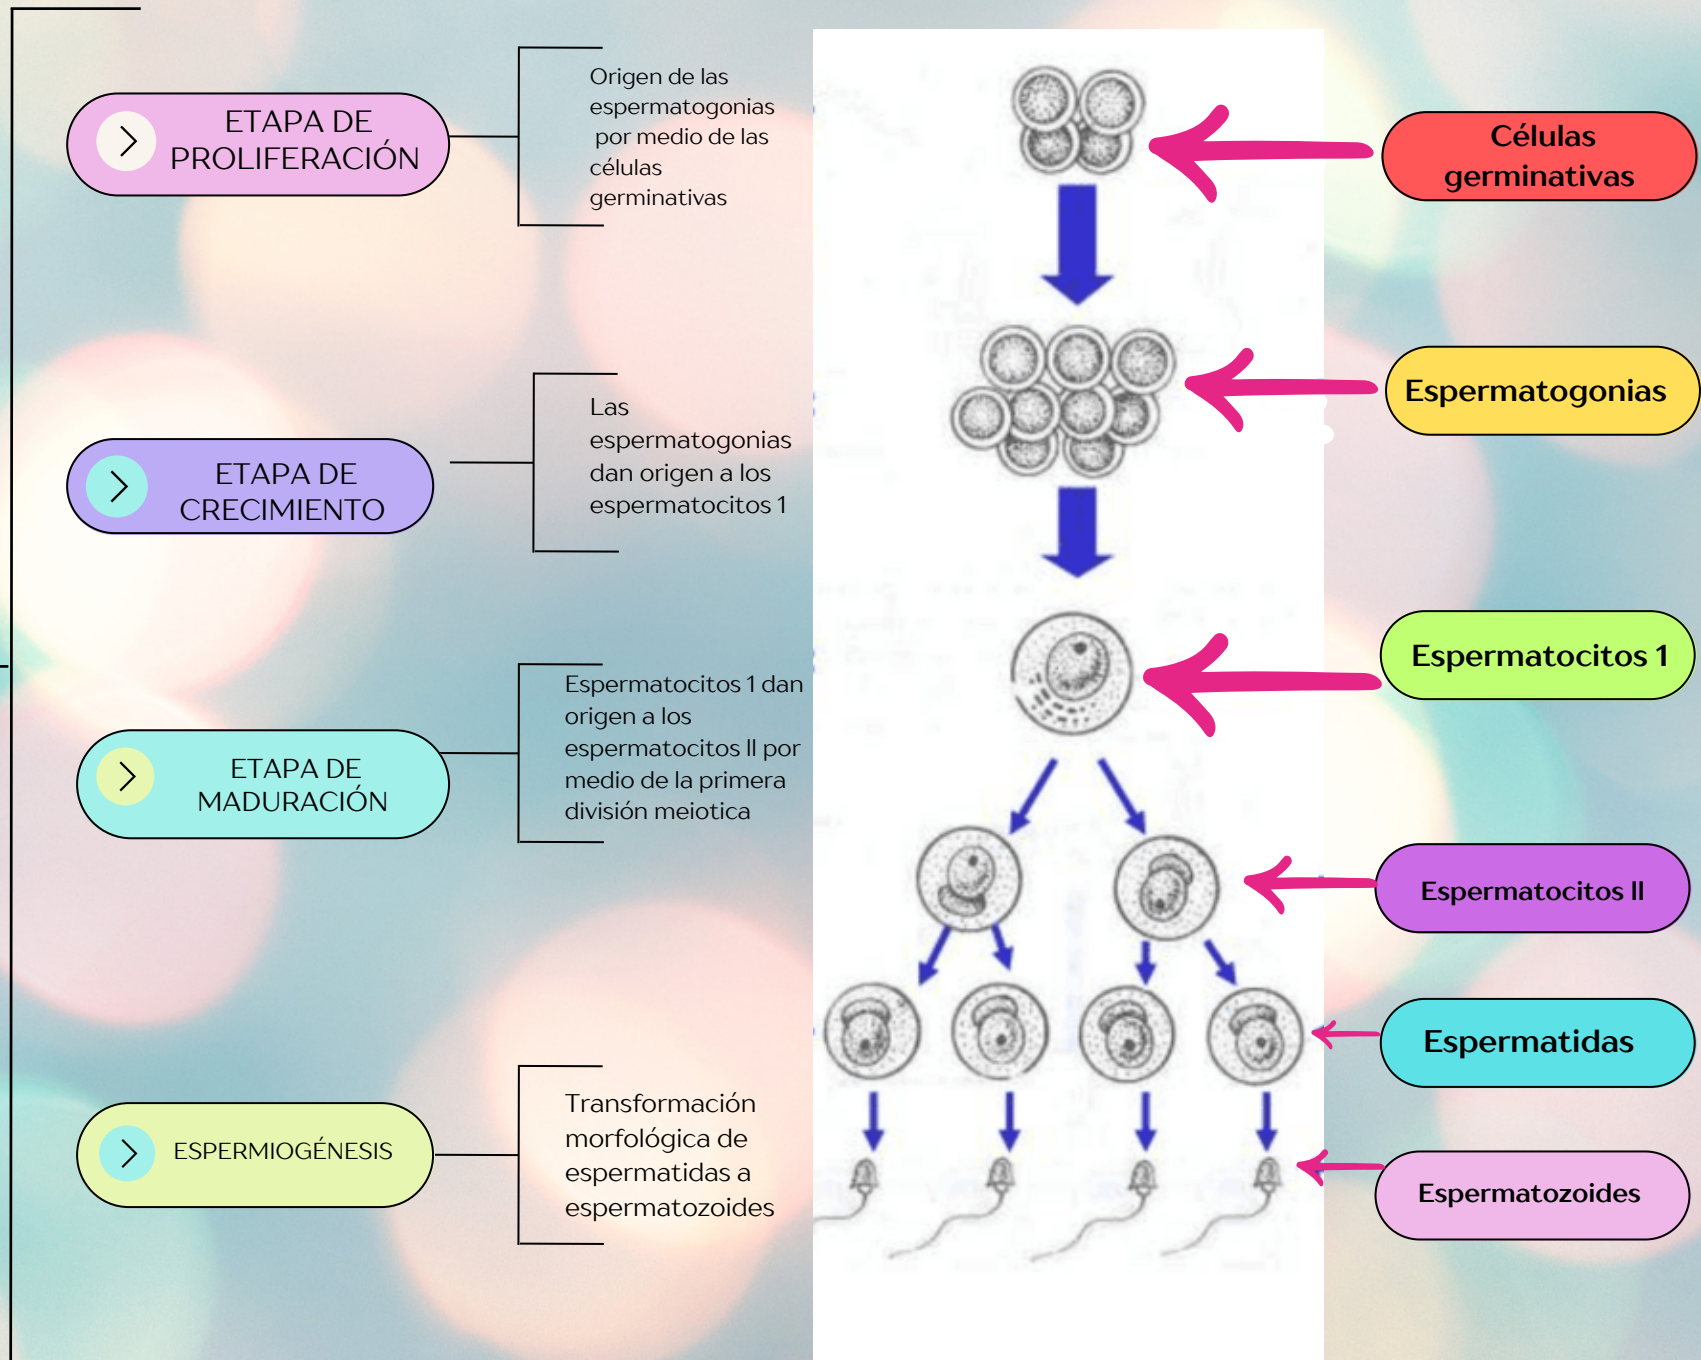 ETAPA DE
PROLIFERACIÓN
Origen de las
espermatogonias
por medio de las
células
germinativas
Células
germinativas
Espermatogonias
ETAPA DE
CRECIMIENTO
Las
espermatogonias
dan origen a los
espermatocitos 1
Espermatocitos 1
ETAPA DE
MADURACIÓN
Espermatocitos 1 dan
origen a los
espermatocitos II por
medio de la primera
división meiotica
Espermatocitos II
Espermatidas
ESPERMIOGÉNESIS
Transformación
morfológica de
espermatidas a
espermatozoides
Espermatozoides